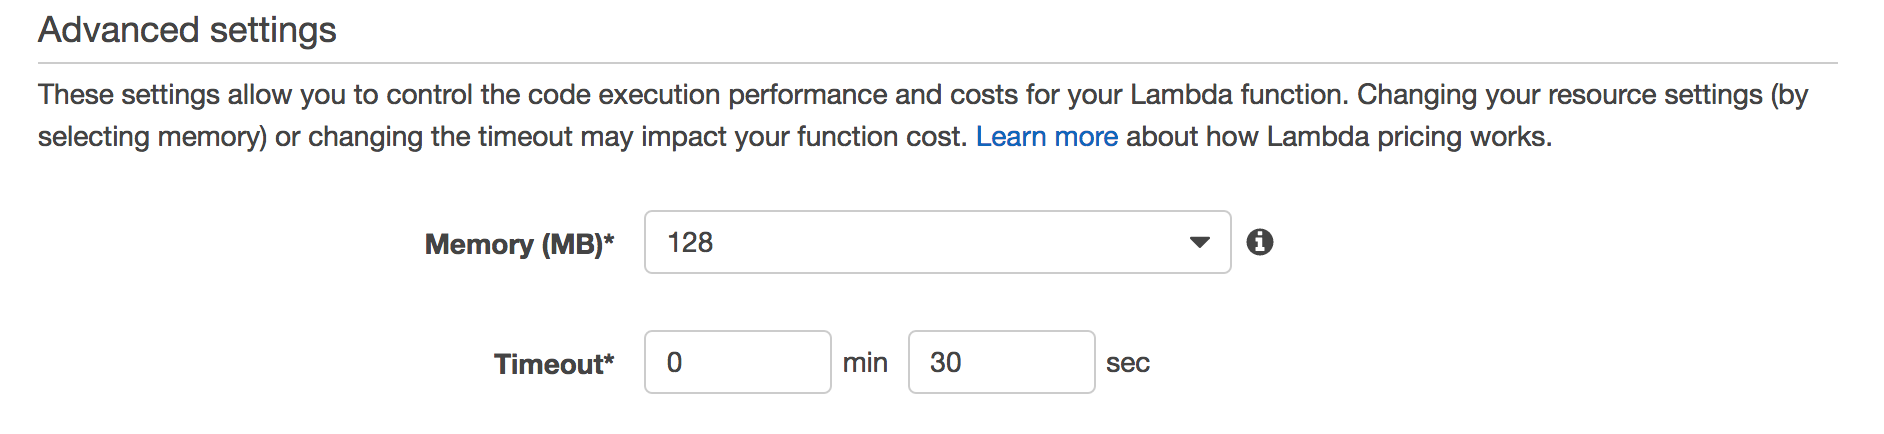 Advanced settings
These settings allow you to control the code execution performance and costs for your Lambda function. Changing your resource settings (by
selecting memory) or changing the timeout may impact your function cost. Learn more about how Lambda pricing works.
Memory (MB)* 128
Timeout* 0 min 30 sec